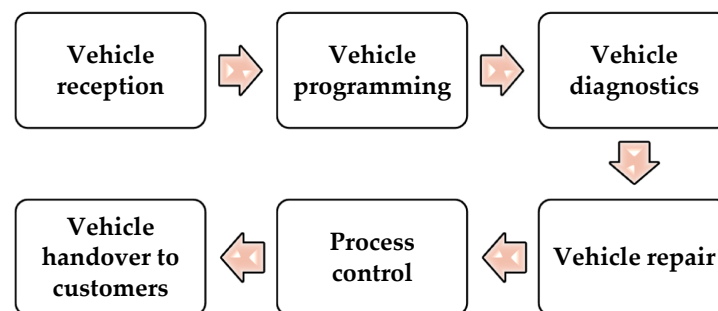 Vehicle
reception
Vehicle
programming
Vehicle
diagnostics
Vehicle repair
Process
control
Vehicle
handover to
customers